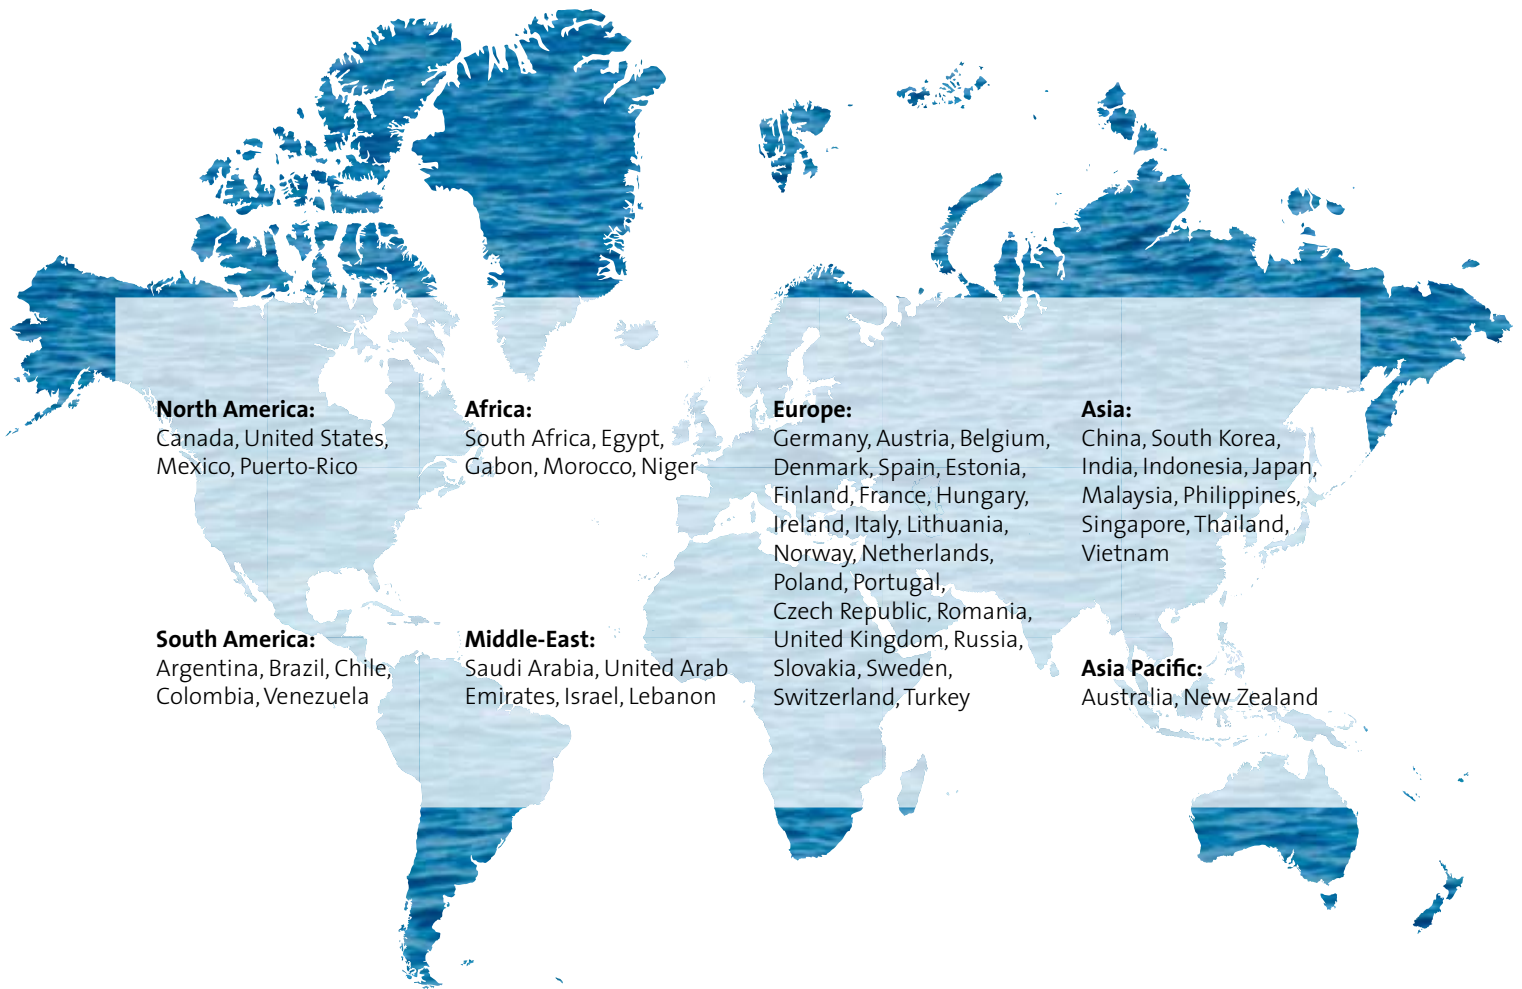 North America:
Canada, United States,
Mexico, Puerto-Rico
South America:
Argentina, Brazil, Chile,
Colombia, Venezuela
Africa:
South Africa, Egypt,
Gabon, Morocco, Niger
Middle-East:
Saudi Arabia, United Arab
Emirates, Israel, Lebanon
Europe:
Germany, Austria, Belgium,
Denmark, Spain, Estonia,
Finland, France, Hungary,
Ireland, Italy, Lithuania,
Norway, Netherlands,
Poland, Portugal,
Czech Republic, Romania,
United Kingdom, Russia,
Slovakia, Sweden,
Switzerland, Turkey
Asia:
China, South Korea,
India, Indonesia, Japan,
Malaysia, Philippines,
Singapore, Thailand,
Vietnam
Asia Pacific:
Australia, New Zealand